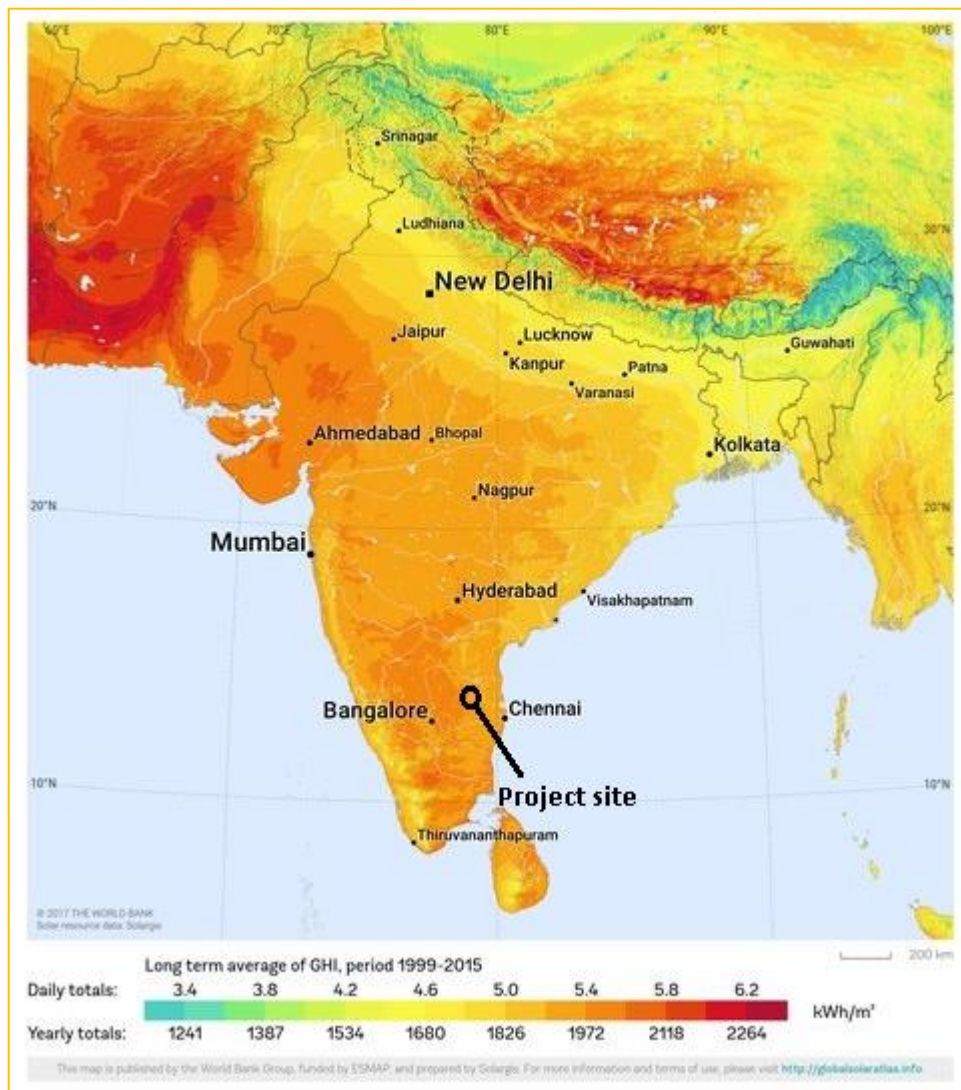 60°E 70°E 80°E 90°E 100°E
Srinagar
Ludhiana
30°N
New Delhi
Jaipur
Lucknow
Guwahati
Kanpur
Patna
Varanasi
Ahmedabad
Bhopal
Kolkata
Nagpur
20°N 20°N
Mumbai
Hyderabad
Visakhapatnam
Bangalore
Chennai
10°N 10°N
Project site
Thiruvananthapuram
© 2017 THE WORLD BANK
Solar resource data: Solargis
200 km
Long term average of GHI, period 1999-2015
Daily totals: 3.4 3.8 4.2 4.6 5.0 5.4 5.8 6.2
kWh/m²
Yearly totals: 1241 1387 1534 1680 1826 1972 2118 2264
This map is published by the World Bank Group, funded by ESMAP, and prepared by Solargis. For more information and terms of use, please visit http://globalsolaratlas.info